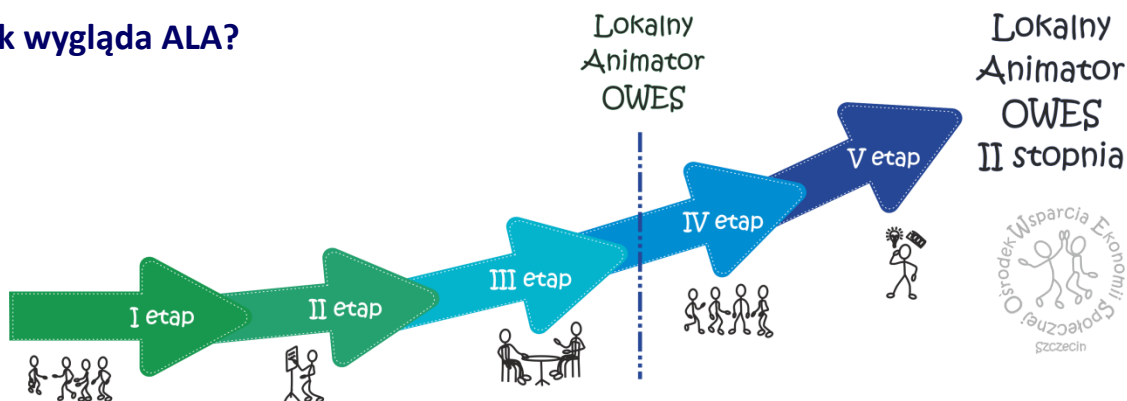 k wygląda ALA?
Lokalny
Animator
OWES
Lokalny
Animator
OWES
II stopnia
I etap
II etap
III etap
IV etap
V etap
Ośrodek Wsparcia Ekonomii Społecznej
Szczecin